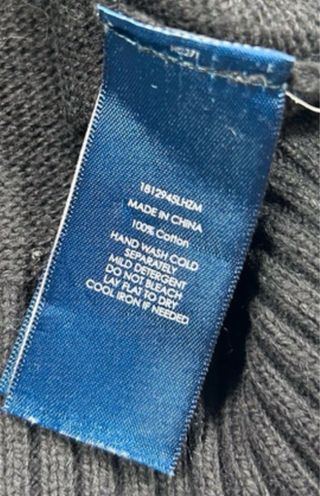 181294SLHZM
MADE IN CHINA
100% Cotton
HAND WASH COLD
SEPARATELY
MILD DETERGENT
DO NOT BLEACH
LAY FLAT TO DRY
COOL IRON IF NEEDED